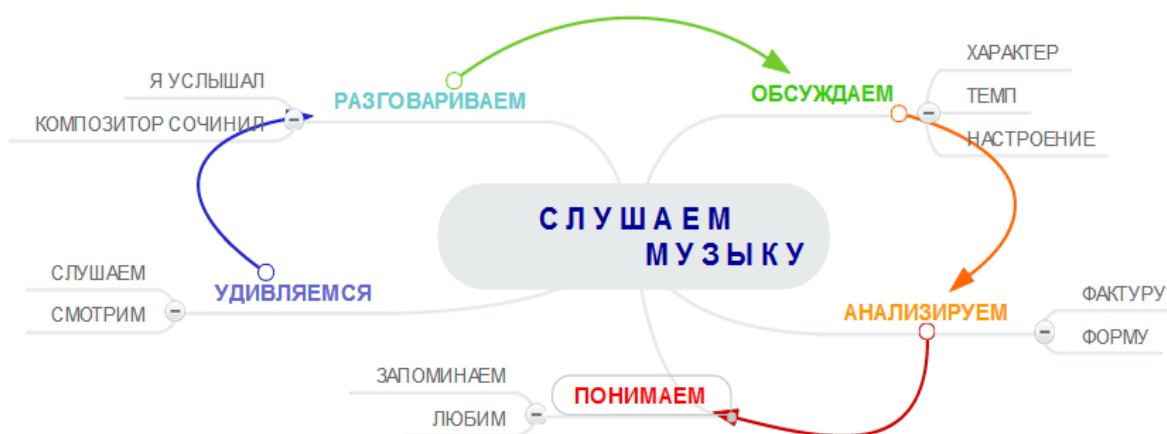 СЛУШАЕМ
МУЗЫКУ
УДИВЛЯЕМСЯ
СЛУШАЕМ
СМОТРИМ
РАЗГОВАРИВАЕМ
Я УСЛЫШАЛ
КОМПОЗИТОР СОЧИНИЛ
ОБСУЖДАЕМ
ХАРАКТЕР
ТЕМП
НАСТРОЕНИЕ
АНАЛИЗИРУЕМ
ФАКТУРУ
ФОРМУ
ПОНИМАЕМ
ЗАПОМИНАЕМ
ЛЮБИМ